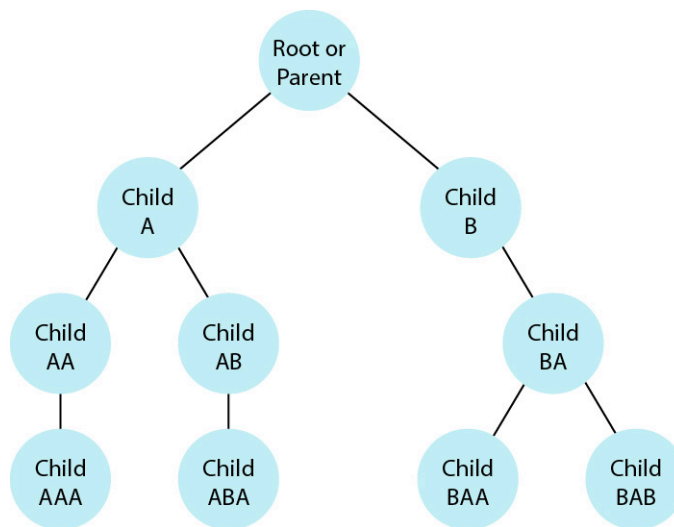 Root or
Parent
Child
A
Child
B
Child
AA
Child
AB
Child
BA
Child
AAA
Child
ABA
Child
BAA
Child
BAB